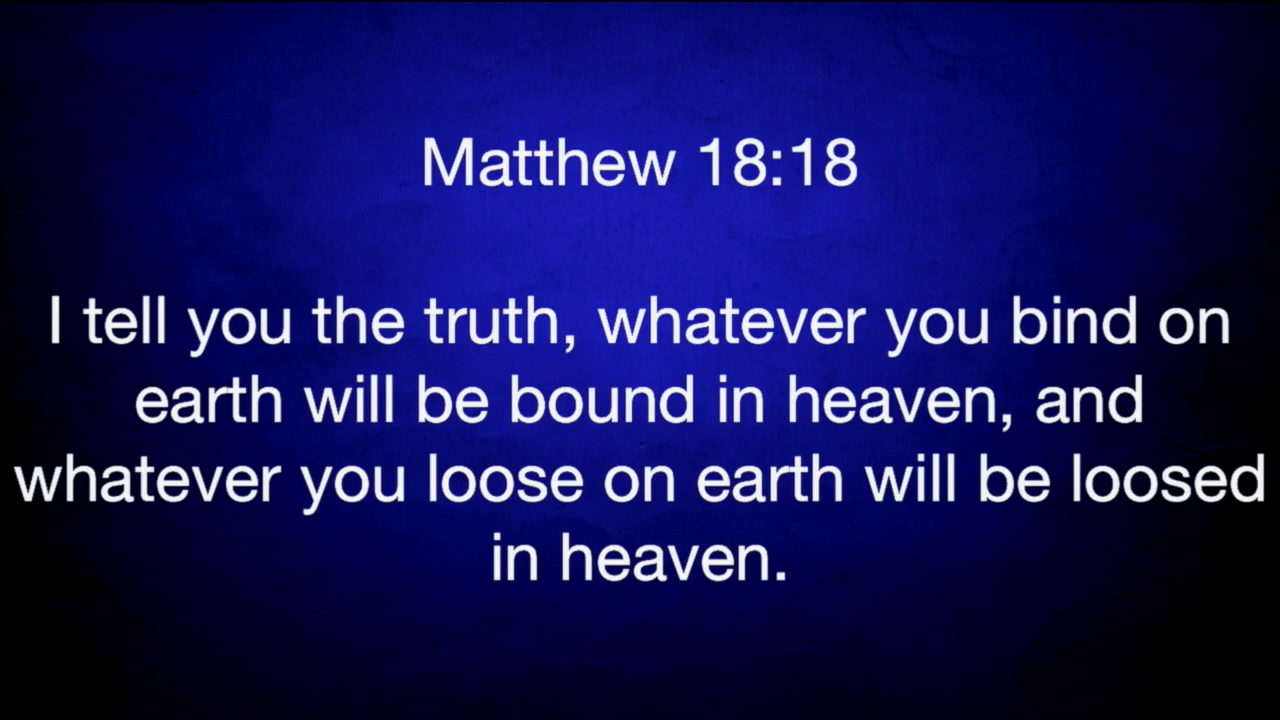 Matthew 18:18
I tell you the truth, whatever you bind on
earth will be bound in heaven, and
whatever you loose on earth will be loosed
in heaven.